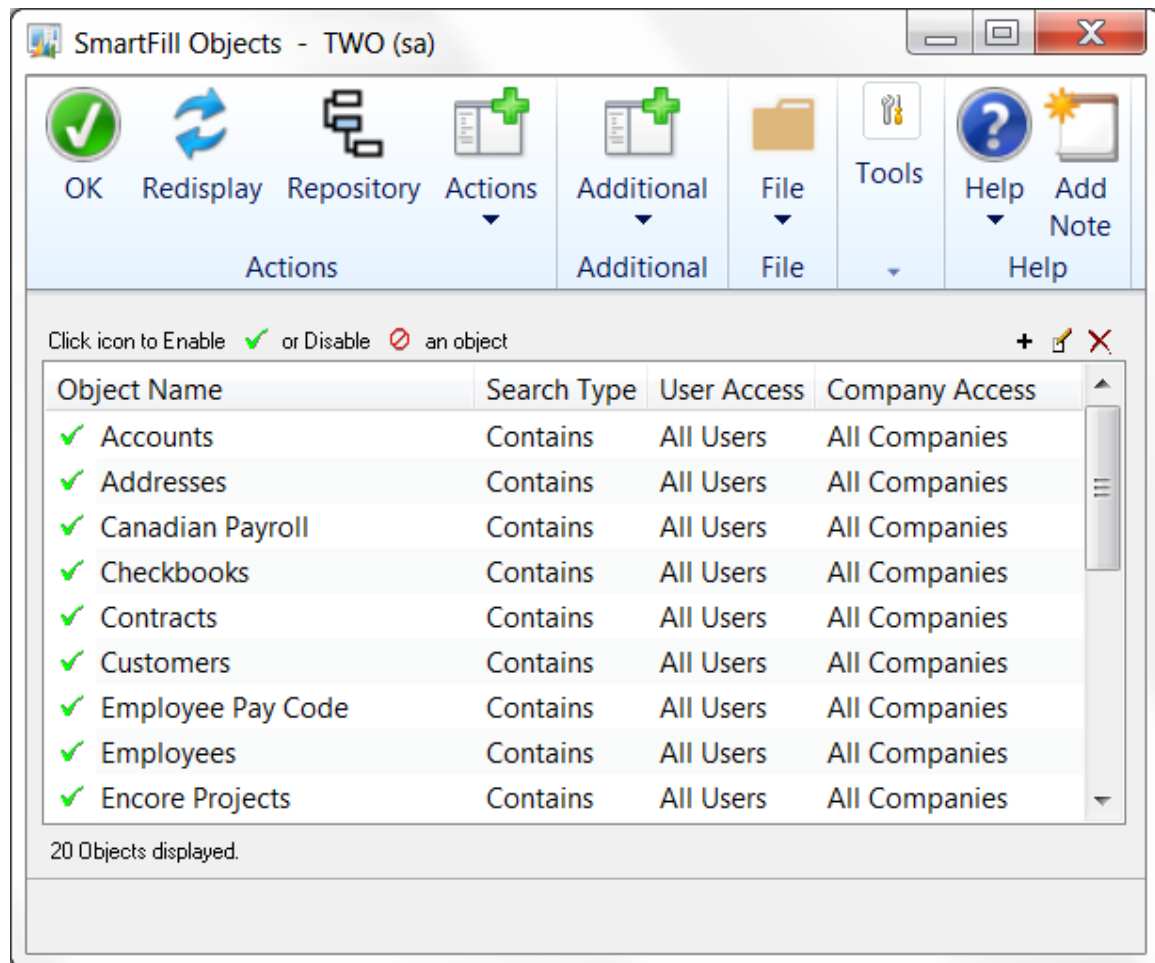 SmartFill Objects - TWO (sa)
OK Redisplay Repository Actions Additional File Tools Help Add Note
Actions Additional File Help
Click icon to Enable or Disable an object
Object Name Search Type User Access Company Access
Accounts Contains All Users All Companies
Addresses Contains All Users All Companies
Canadian Payroll Contains All Users All Companies
Checkbooks Contains All Users All Companies
Contracts Contains All Users All Companies
Customers Contains All Users All Companies
Employee Pay Code Contains All Users All Companies
Employees Contains All Users All Companies
Encore Projects Contains All Users All Companies
20 Objects displayed.